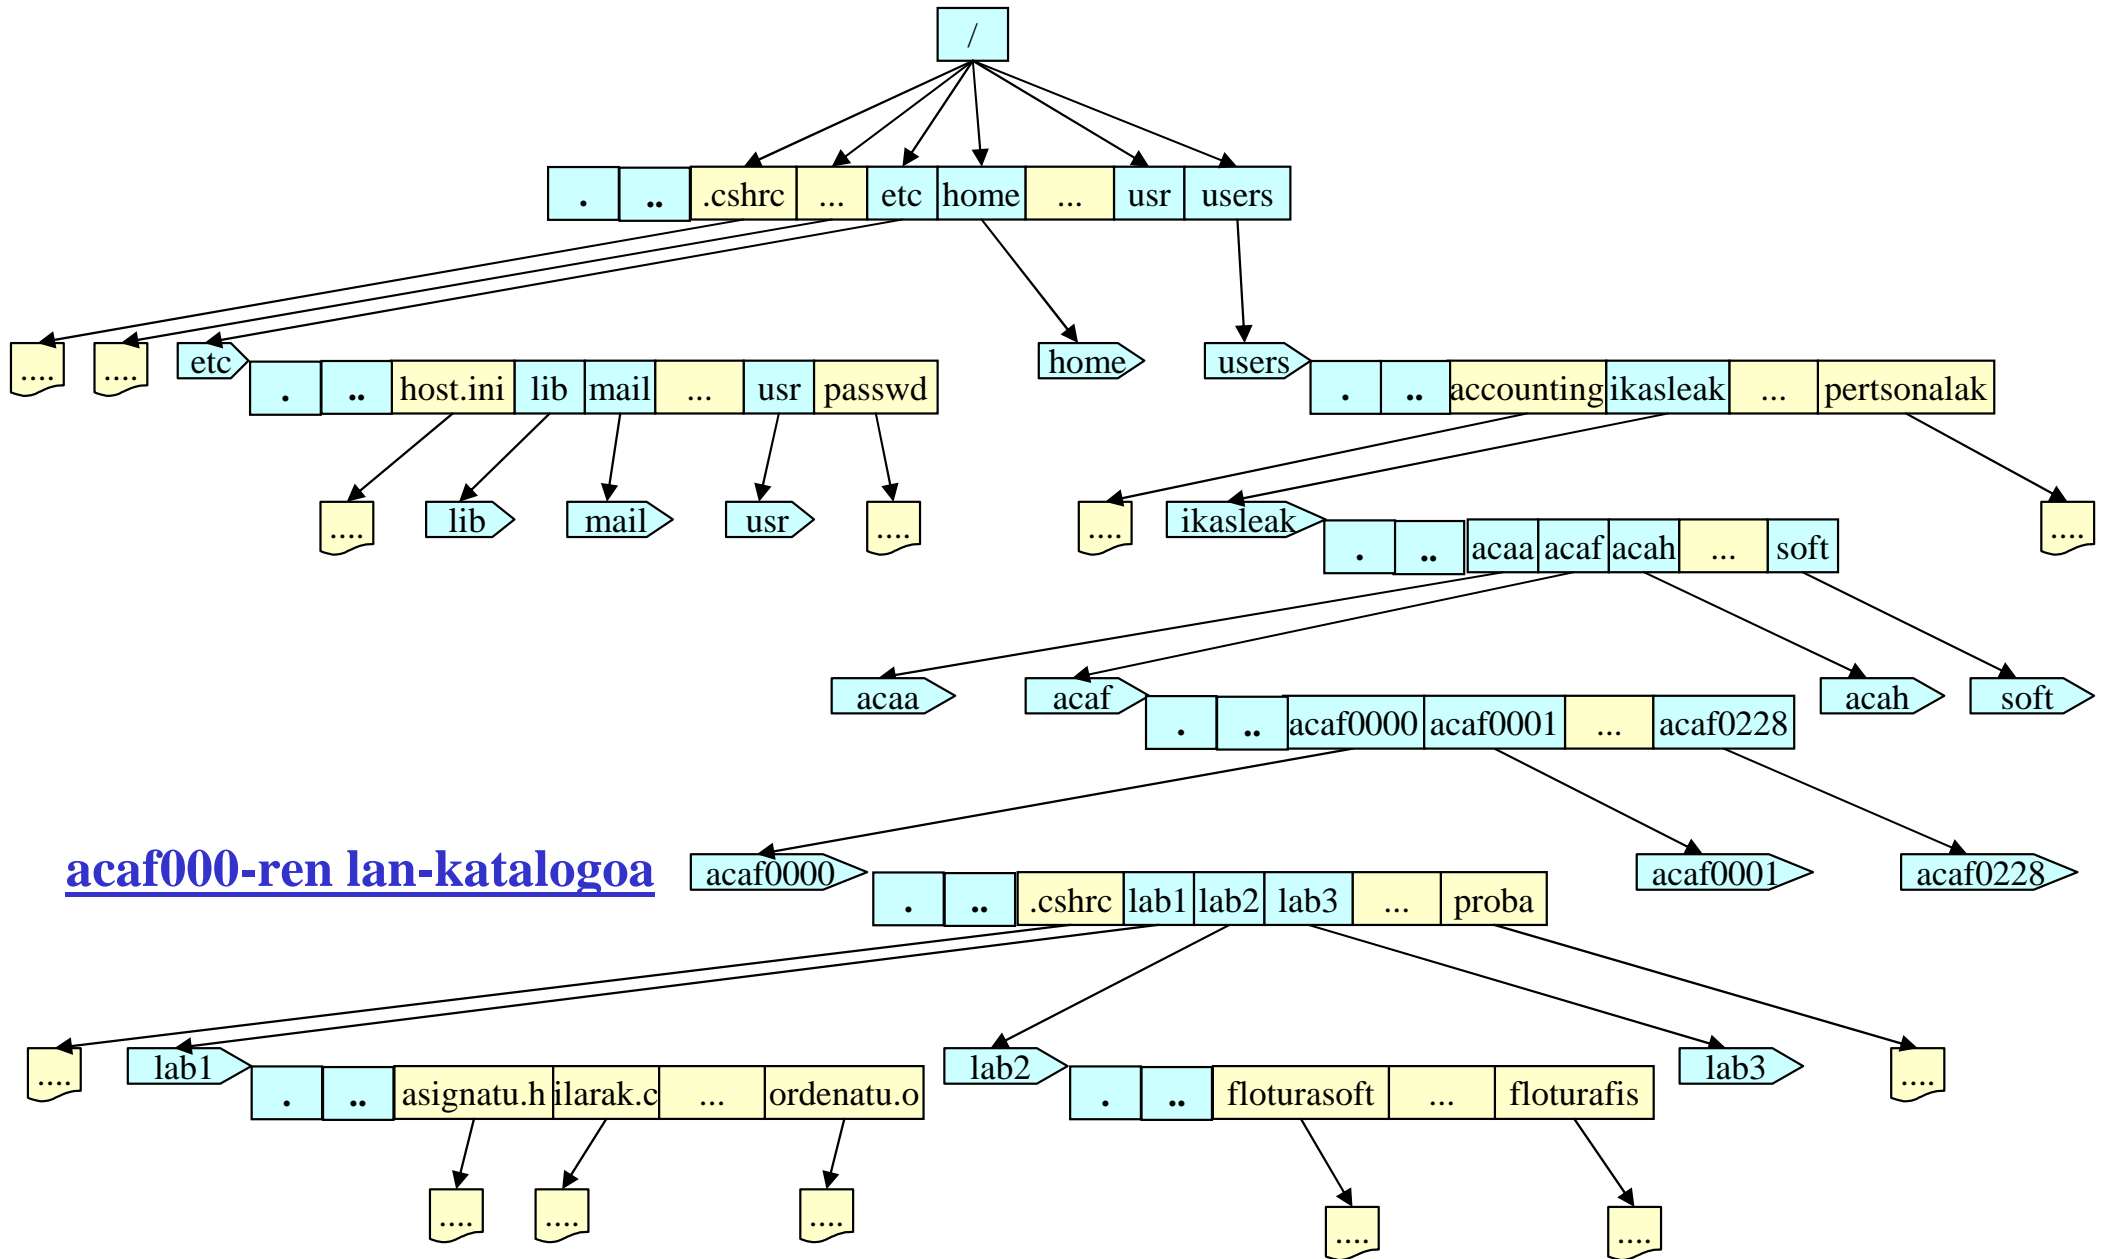 /
. .. .cshrc ... etc home ... usr users
.... .... etc home users
. .. host.ini lib mail ... usr passwd
. .. accounting ikasleak ... pertsonalak
.... lib mail usr .... .... ikasleak ....
. .. acaa acaf acah ... soft
acaa acaf acah soft
. .. acaf0000 acaf0001 ... acaf0228
acaf000-ren lan-katalogoa
acaf0000 acaf0001 acaf0228
. .. .cshrc lab1 lab2 lab3 ... proba
.... lab1 lab2 lab3 ....
. .. asignatu.h ilarak.c ... ordenatu.o
. .. floturasoft ... floturafis
.... .... .... .... ....